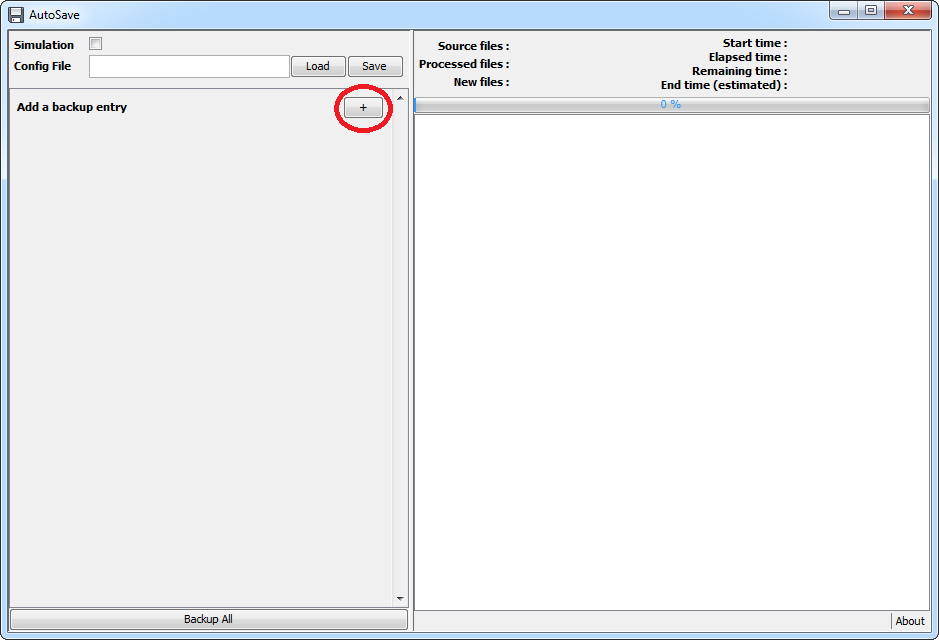 AutoSave
Simulation
Config File Load Save
Add a backup entry +
Backup All
Source files :
Processed files :
New files :
Start time :
Elapsed time :
Remaining time :
End time (estimated) :
0 %
About